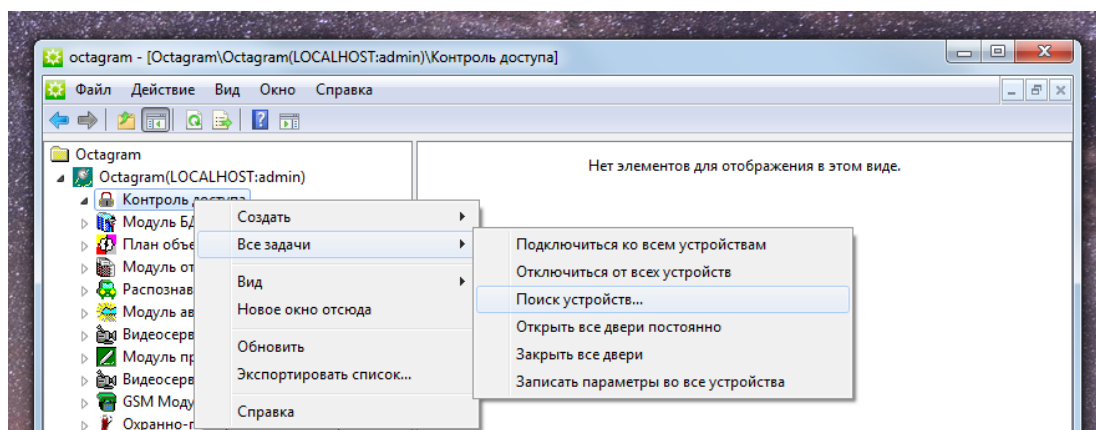 octagram - [Octagram\Octagram(LOCALHOST:admin)\Контроль доступа]
Файл Действие Вид Окно Справка
Octagram
Octagram(LOCALHOST:admin)
Нет элементов для отображения в этом виде.
Контроль доступа
Модуль БД
План объе
Модуль от
Распознав
Модуль ав
Видеосерв
Модуль пр
Видеосерв
GSM Моду
Охранно-п
Создать
Все задачи
Вид
Новое окно отсюда
Обновить
Экспортировать список...
Справка
Подключиться ко всем устройствам
Отключиться от всех устройств
Поиск устройств...
Открыть все двери постоянно
Закрыть все двери
Записать параметры во все устройства